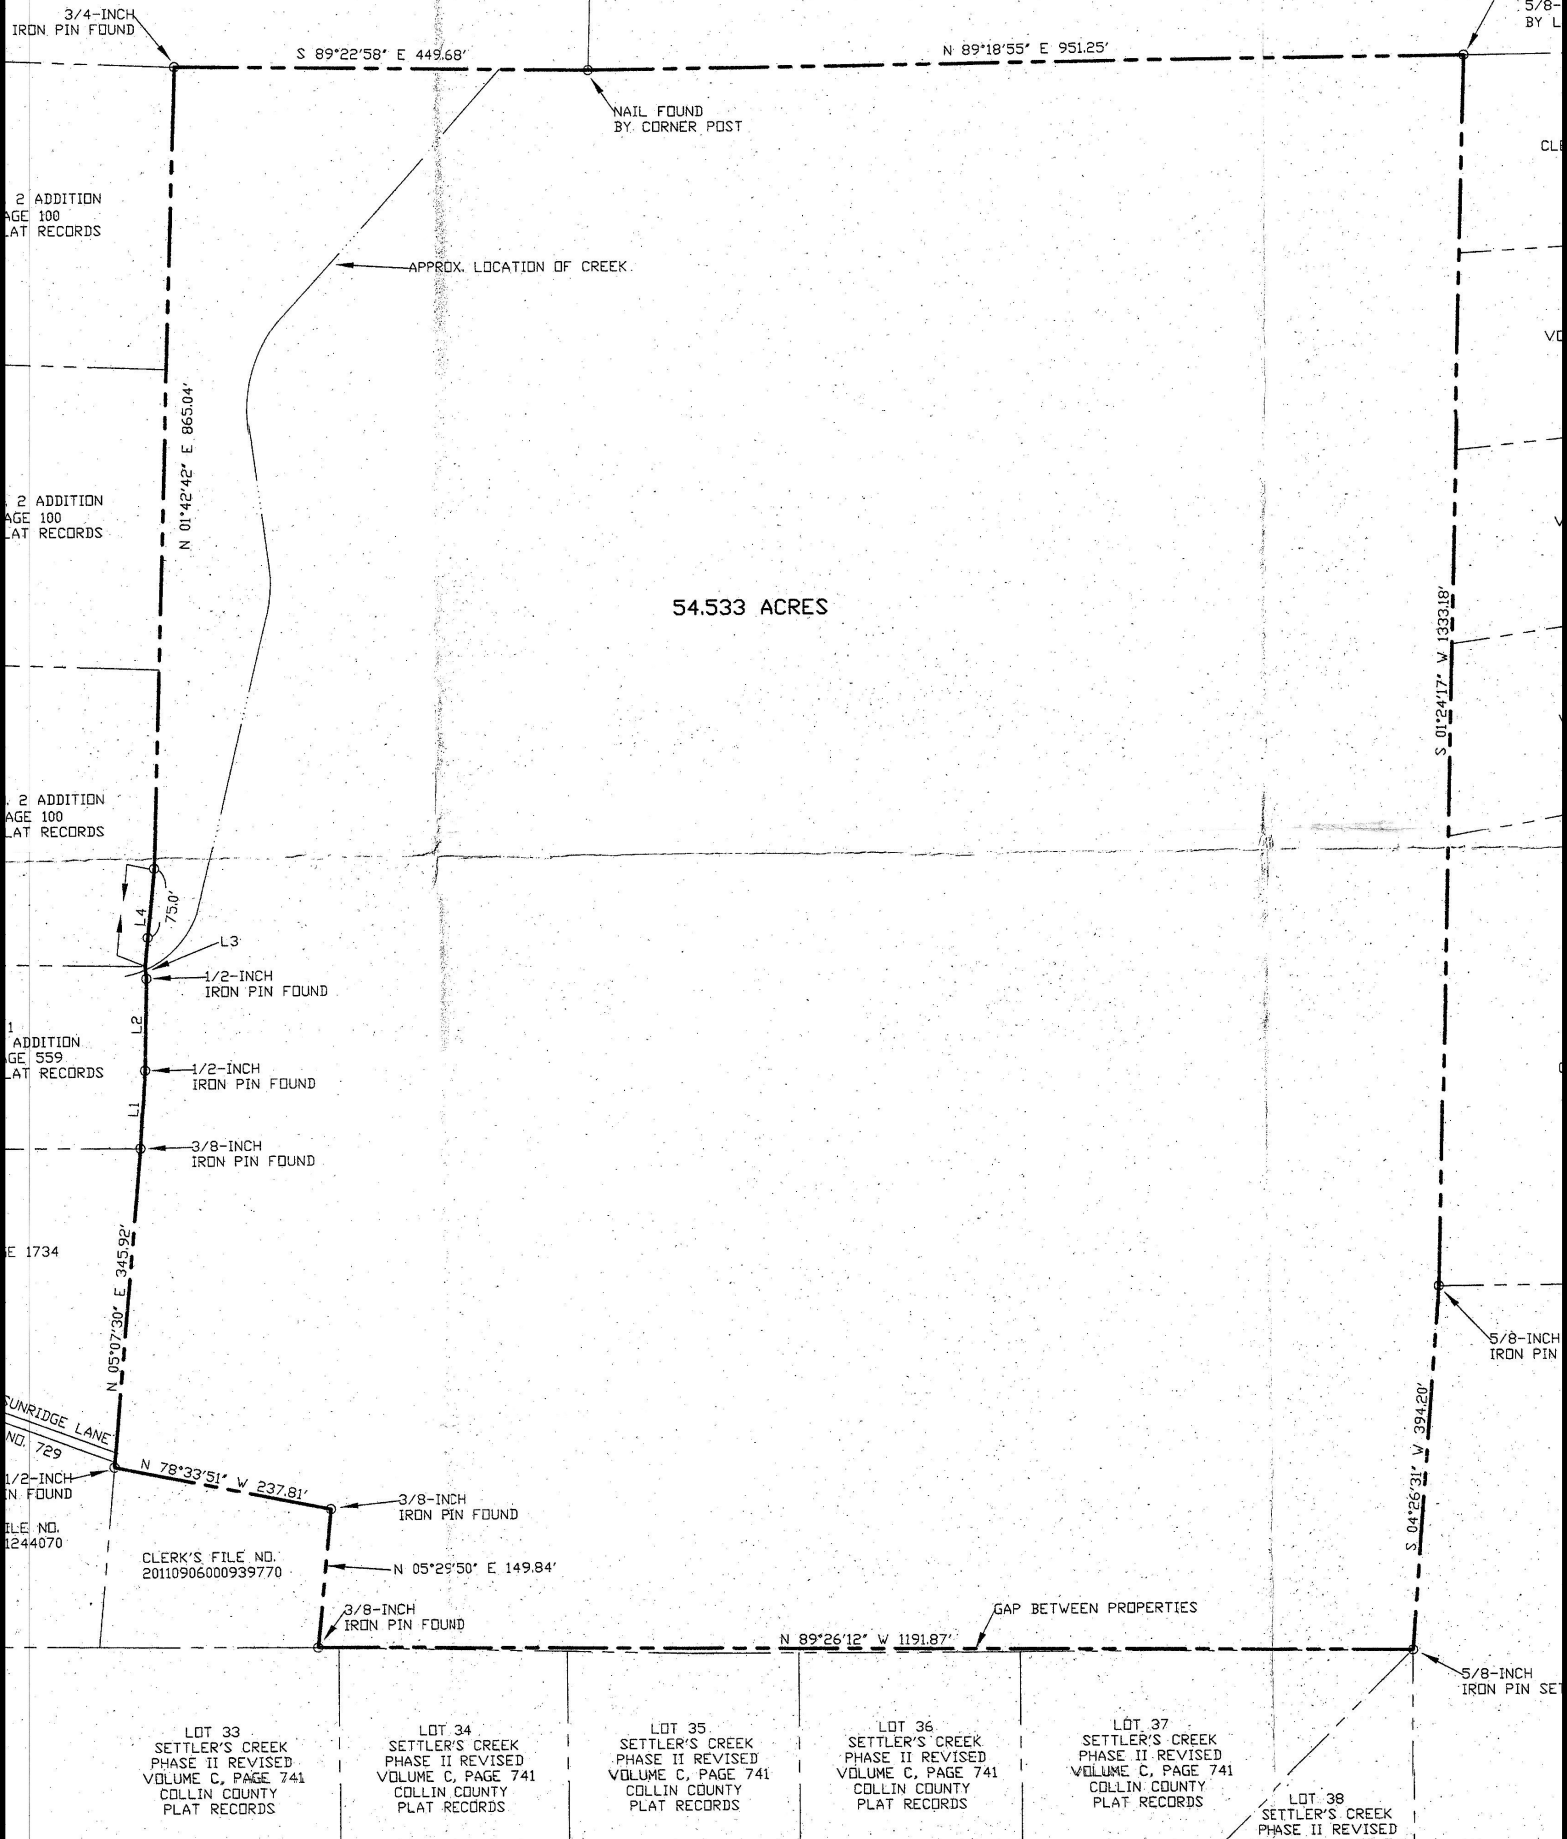 3/4-INCH
IRON PIN FOUND
5/8-
BY L
S 89°22'58" E 449.68'
N 89°18'55" E 951.25'
NAIL FOUND
BY CORNER POST
CLE
2 ADDITION
AGE 100
LAT RECORDS
APPROX. LOCATION OF CREEK
N 01°42'42" E 865.04'
2 ADDITION
AGE 100
LAT RECORDS
54.533 ACRES
S 01°24'17" W 1333.18'
. 2 ADDITION
AGE 100
LAT RECORDS
L4
75.0'
L3
1/2-INCH
IRON PIN FOUND
L2
1
ADDITION
GE 559
LAT RECORDS
1/2-INCH
IRON PIN FOUND
L1
3/8-INCH
IRON PIN FOUND
E 1734
N 05°07'30" E 345.92'
5/8-INCH
IRON PIN
S 04°26'31" W 394.20'
SUNRIDGE LANE
NO. 729
1/2-INCH
IN FOUND
N 78°33'51" W 237.81'
3/8-INCH
IRON PIN FOUND
ILE NO.
1244070
CLERK'S FILE NO.
20110906000939770
N 05°29'50" E 149.84'
3/8-INCH
IRON PIN FOUND
GAP BETWEEN PROPERTIES
N 89°26'12" W 1191.87'
5/8-INCH
IRON PIN SET
LOT 33
SETTLER'S CREEK
PHASE II REVISED
VOLUME C, PAGE 741
COLLIN COUNTY
PLAT RECORDS
LOT 34
SETTLER'S CREEK
PHASE II REVISED
VOLUME C, PAGE 741
COLLIN COUNTY
PLAT RECORDS
LOT 35
SETTLER'S CREEK
PHASE II REVISED
VOLUME C, PAGE 741
COLLIN COUNTY
PLAT RECORDS
LOT 36
SETTLER'S CREEK
PHASE II REVISED
VOLUME C, PAGE 741
COLLIN COUNTY
PLAT RECORDS
LOT 37
SETTLER'S CREEK
PHASE II REVISED
VOLUME C, PAGE 741
COLLIN COUNTY
PLAT RECORDS
LOT 38
SETTLER'S CREEK
PHASE II REVISED